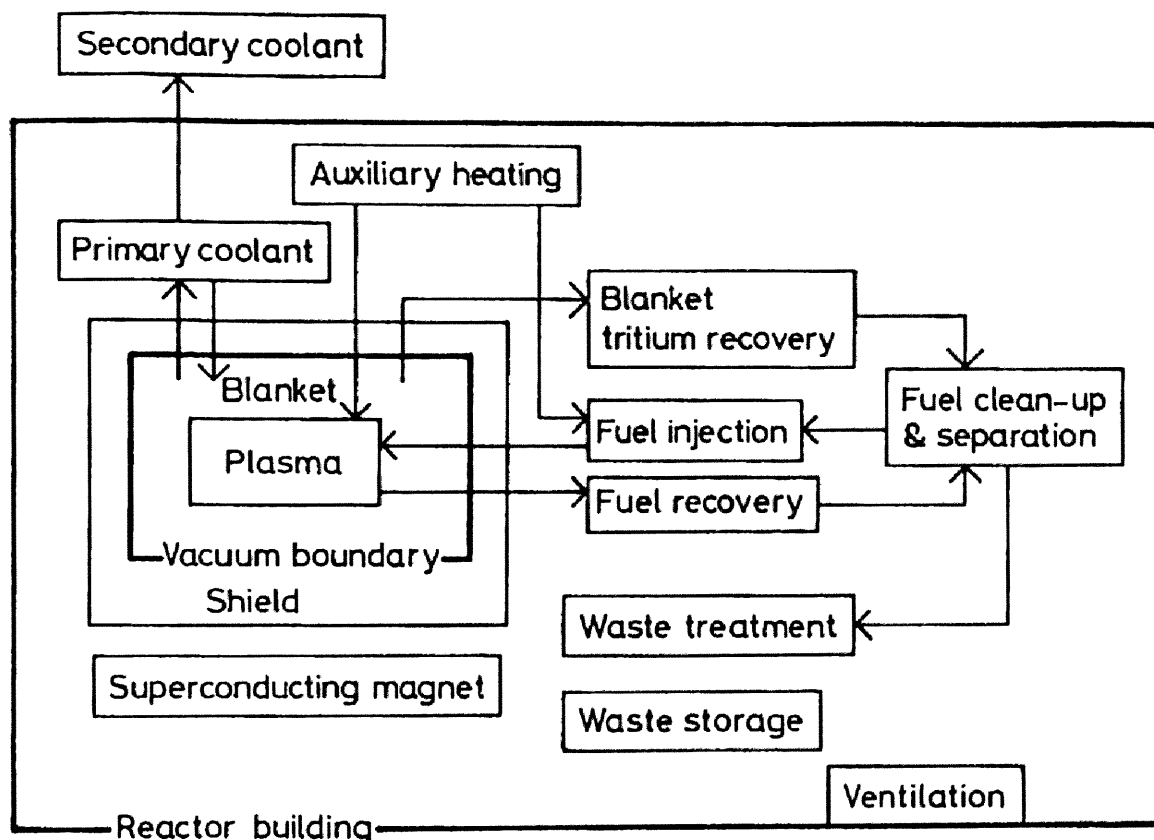 Secondary coolant
Auxiliary heating
Primary coolant
Blanket
tritium recovery
Blanket
Fuel clean-up
& separation
Fuel injection
Plasma
Fuel recovery
Vacuum boundary
Shield
Waste treatment
Superconducting magnet
Waste storage
Ventilation
Reactor building